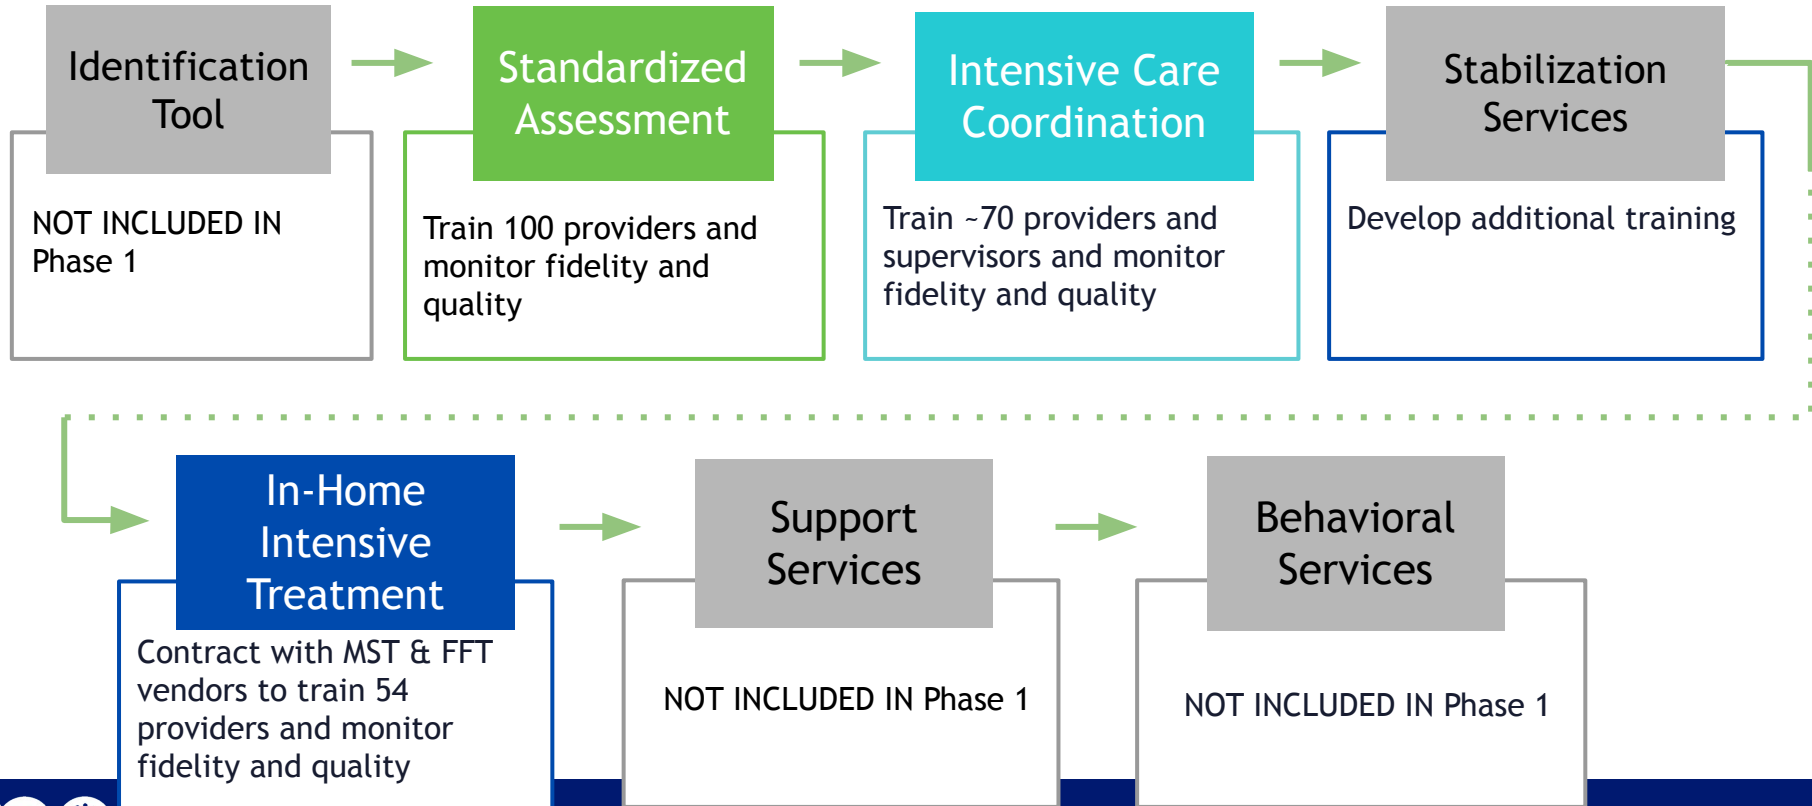 Identification
Tool
NOT INCLUDED IN
Phase 1
Standardized
Assessment
Train 100 providers and
monitor fidelity and
quality
Intensive Care
Coordination
Train ~70 providers and
supervisors and monitor
fidelity and quality
Stabilization
Services
Develop additional training
In-Home
Intensive
Treatment
Contract with MST & FFT
vendors to train 54
providers and monitor
fidelity and quality
Support
Services
NOT INCLUDED IN Phase 1
Behavioral
Services
NOT INCLUDED IN Phase 1